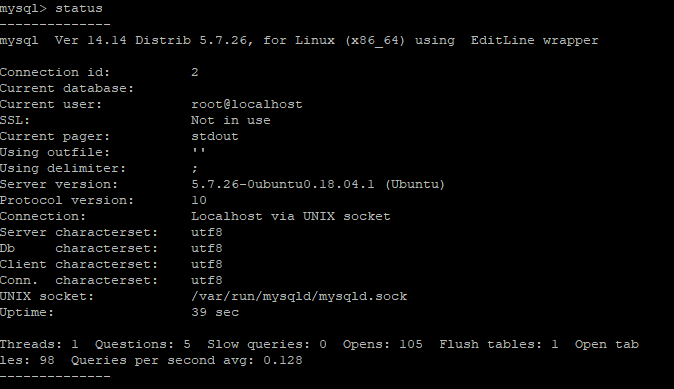 mysql> status
--------------
mysql  Ver 14.14 Distrib 5.7.26, for Linux (x86_64) using  EditLine wrapper

Connection id:          2
Current database:
Current user:           root@localhost
SSL:                    Not in use
Current pager:          stdout
Using outfile:          ''
Using delimiter:        ;
Server version:         5.7.26-0ubuntu0.18.04.1 (Ubuntu)
Protocol version:       10
Connection:             Localhost via UNIX socket
Server characterset:    utf8
Db     characterset:    utf8
Client characterset:    utf8
Conn.  characterset:    utf8
UNIX socket:            /var/run/mysqld/mysqld.sock
Uptime:                 39 sec

Threads: 1  Questions: 5  Slow queries: 0  Opens: 105  Flush tables: 1  Open tab
les: 98  Queries per second avg: 0.128
--------------